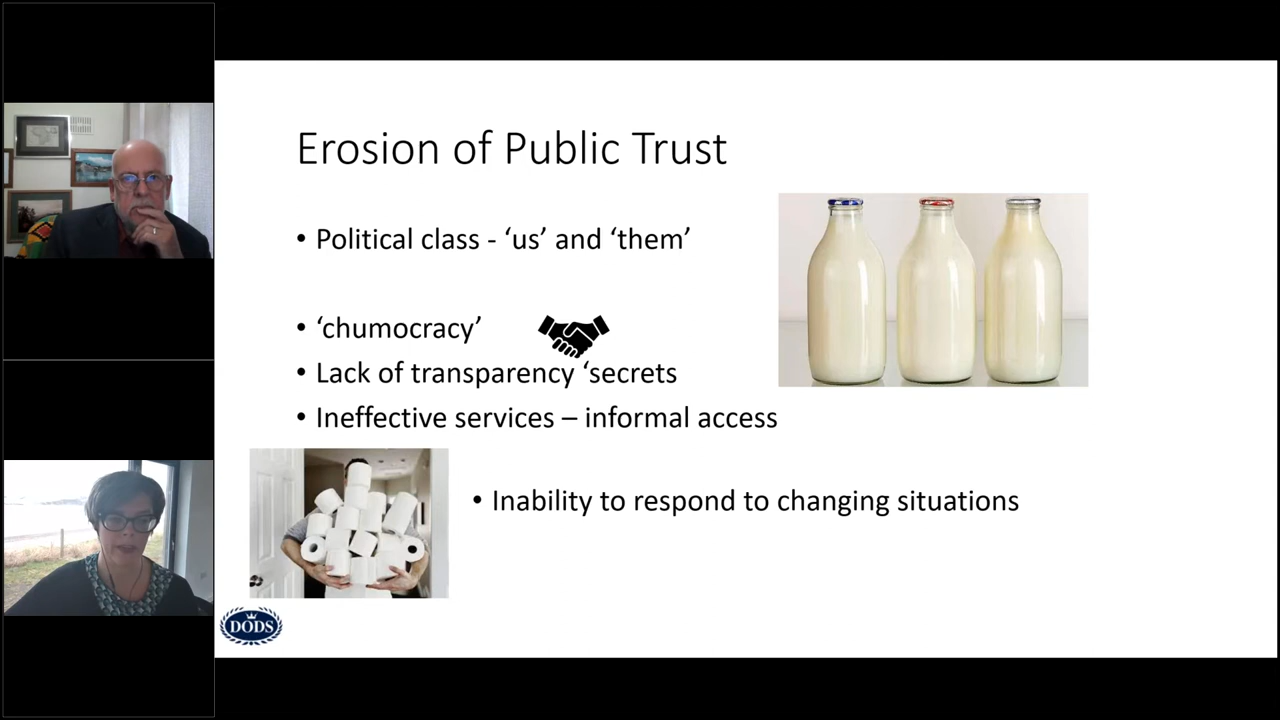 Erosion of Public Trust
• Political class - ‘us’ and ‘them’
• ‘chumocracy’
• Lack of transparency ‘secrets
• Ineffective services – informal access
• Inability to respond to changing situations
DODS